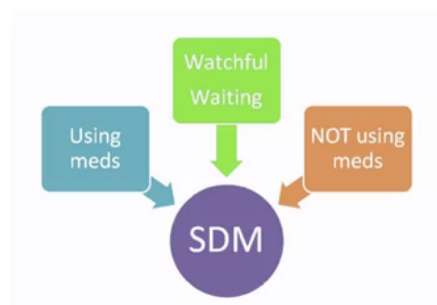 Watchful
Waiting
Using
meds
NOT using
meds
SDM